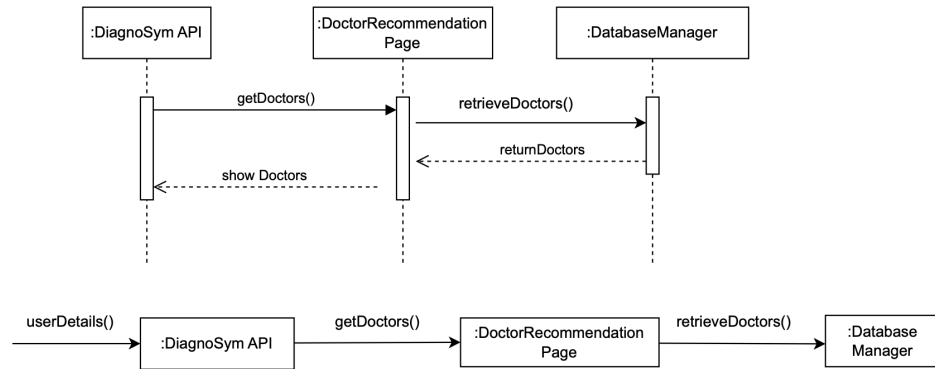 :DiagnoSym API
:DoctorRecommendation
Page
:DatabaseManager
getDoctors()
retrieveDoctors()
returnDoctors
show Doctors
userDetails()
:DiagnoSym API
getDoctors()
:DoctorRecommendation
Page
retrieveDoctors()
:Database
Manager